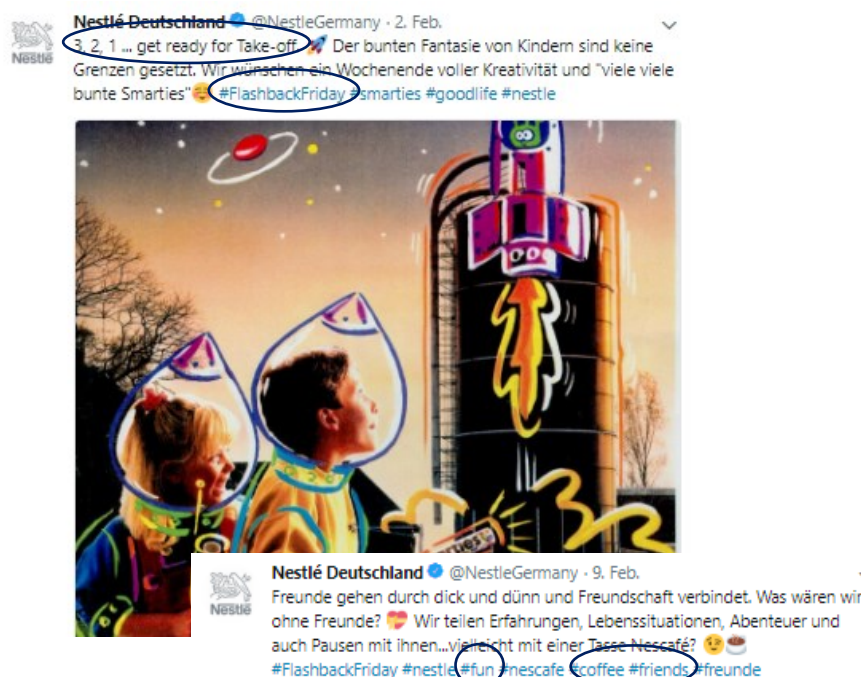 Nestlé Deutschland @NestleGermany · 2. Feb.
Nestlé
3, 2, 1 ... get ready for Take-off. 🚀 Der bunten Fantasie von Kindern sind keine
Grenzen gesetzt. Wir wünschen ein Wochenende voller Kreativität und "viele viele
bunte Smarties"😊 #FlashbackFriday #smarties #goodlife #nestle
Nestlé Deutschland @NestleGermany · 9. Feb.
Nestlé
Freunde gehen durch dick und dünn und Freundschaft verbindet. Was wären wir
ohne Freunde? 💝 Wir teilen Erfahrungen, Lebenssituationen, Abenteuer und
auch Pausen mit ihnen...vielleicht mit einer Tasse Nescafé? 😉☕
#FlashbackFriday #nestle #fun #nescafe #coffee #friends #freunde